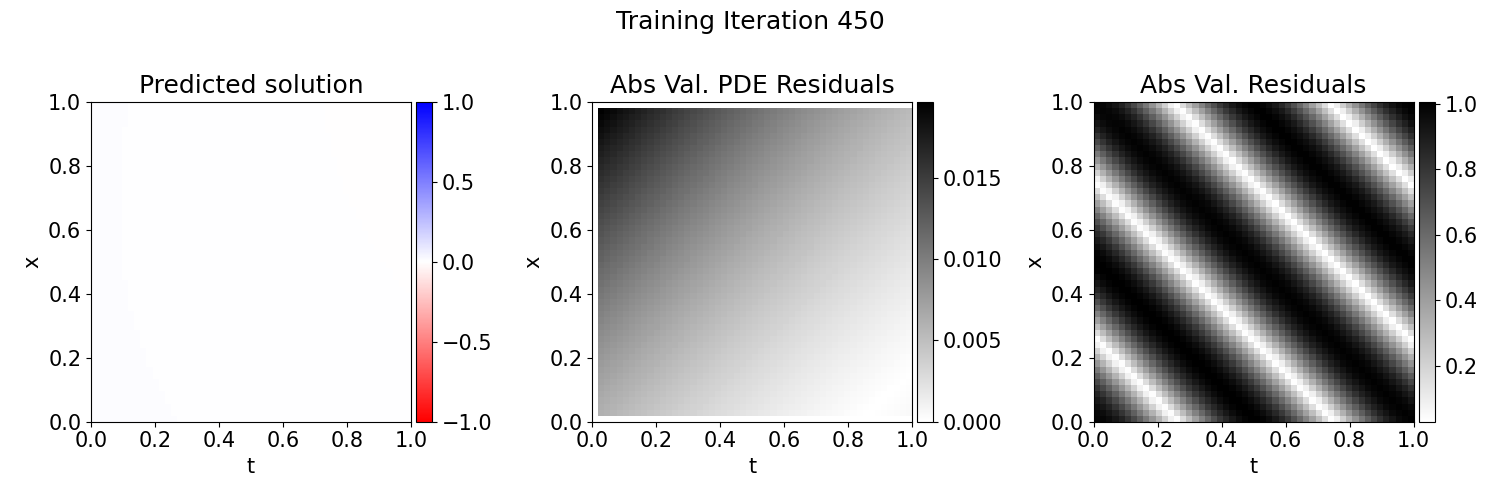 Training Iteration 450
Predicted solution
1.0
0.8
0.6
0.4
0.2
0.0
x
0.0 0.2 0.4 0.6 0.8 1.0
t
1.0
0.5
0.0
−0.5
−1.0
Abs Val. PDE Residuals
1.0
0.8
0.6
0.4
0.2
0.0
x
0.0 0.2 0.4 0.6 0.8 1.0
t
0.015
0.010
0.005
0.000
Abs Val. Residuals
1.0
0.8
0.6
0.4
0.2
0.0
x
0.0 0.2 0.4 0.6 0.8 1.0
t
1.0
0.8
0.6
0.4
0.2